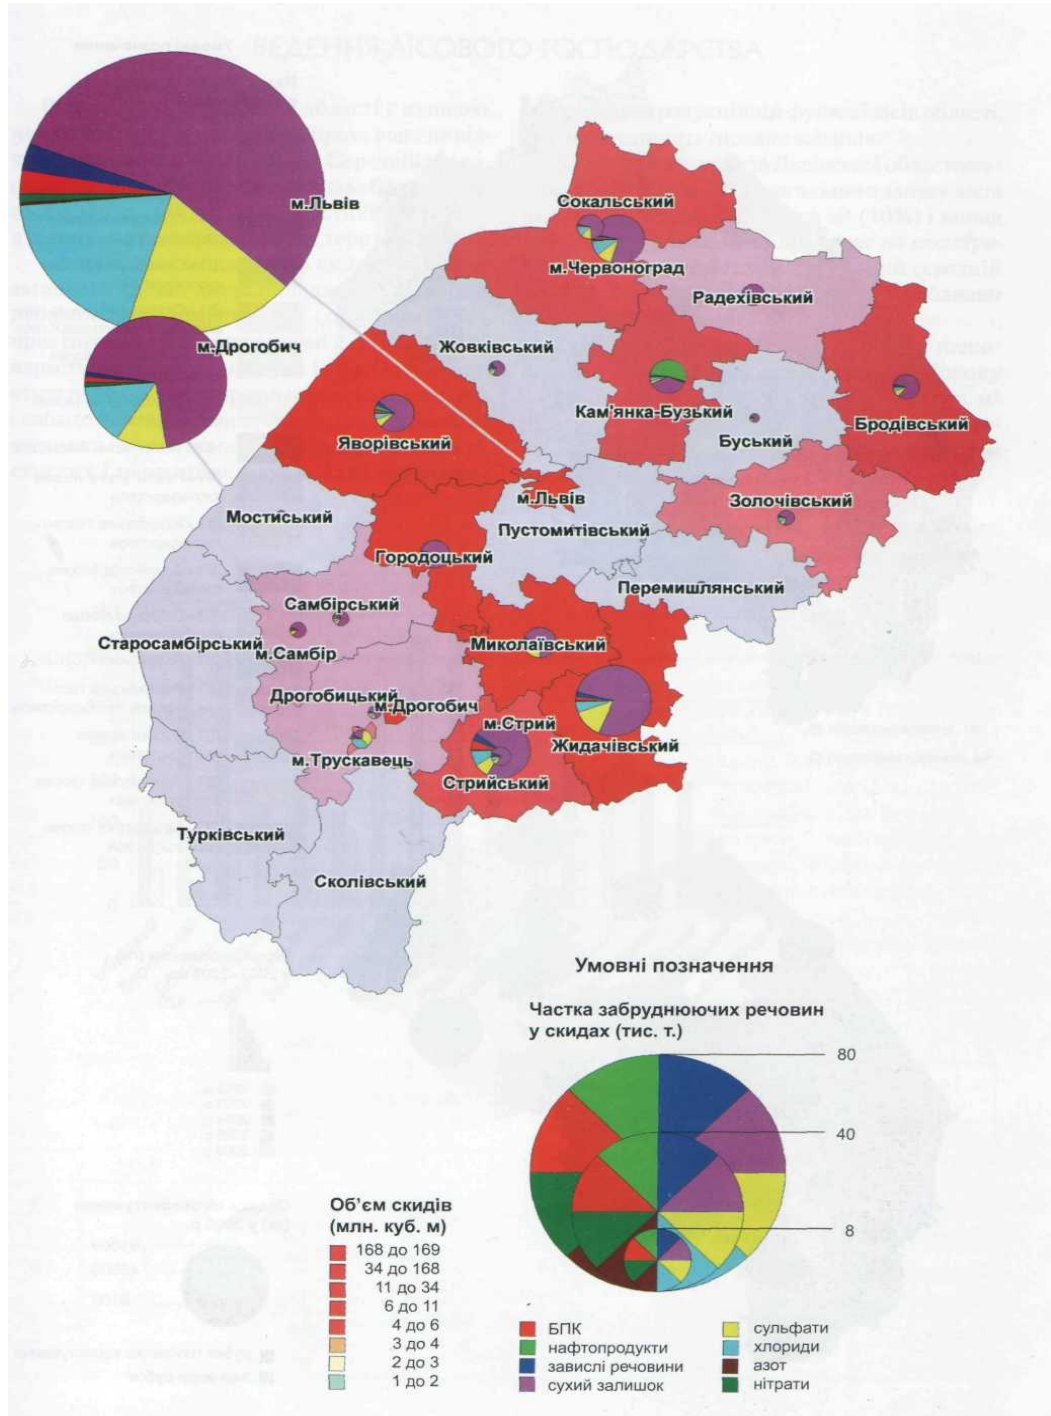 м.Львів
Сокальський
м.Червоноград
Радехівський
м.Дрогобич
Жовківський
Кам'янка-Бузький
Буський
Бродівський
Яворівський
м.Львів
Золочівський
Мостиський
Пустомитівський
Городоцький
Перемишлянський
Самбірський
Старосамбірський
м.Самбір
Миколаївський
Дрогобицький
м.Дрогобич
м.Стрий
Жидачівський
м.Трускавець
Стрийський
Турківський
Сколівський
Умовні позначення
Частка забруднюючих речовин
у скидах (тис. т.)
80
40
8
Об’єм скидів
(млн. куб. м)
168 до 169
34 до 168
11 до 34
6 до 11
4 до 6
3 до 4
2 до 3
1 до 2
БПК
нафтопродукти
завислі речовини
сухий залишок
сульфати
хлориди
азот
нітрати